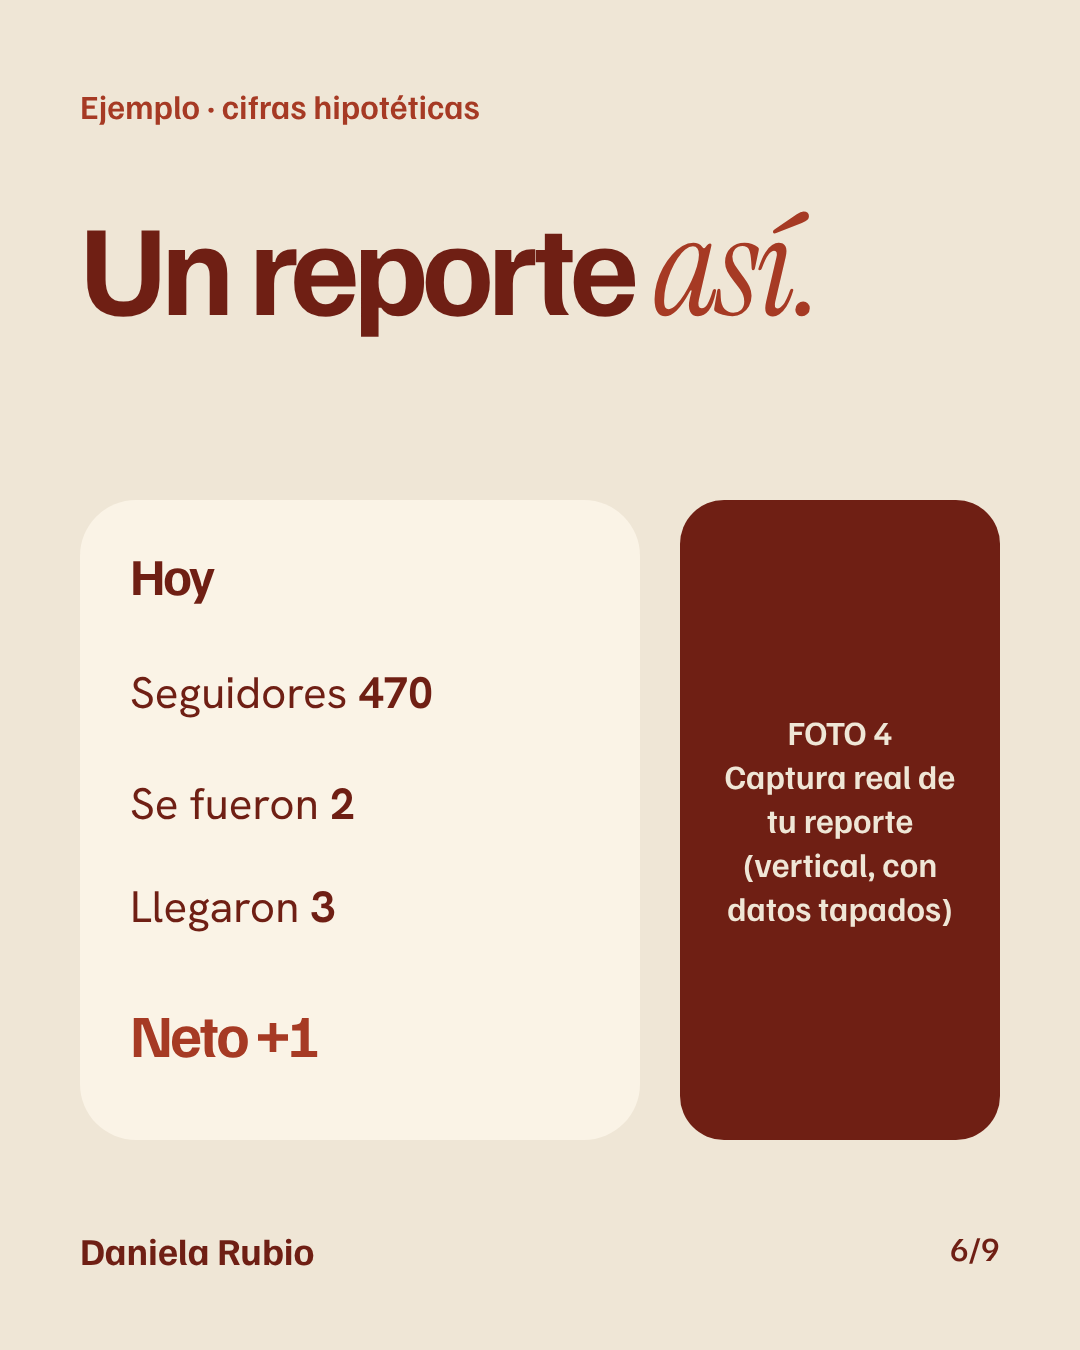 Ejemplo · cifras hipotéticas
Un reporte así.
Hoy
Seguidores 470
Se fueron 2
Llegaron 3
Neto +1
FOTO 4
Captura real de
tu reporte
(vertical, con
datos tapados)
Daniela Rubio
6/9